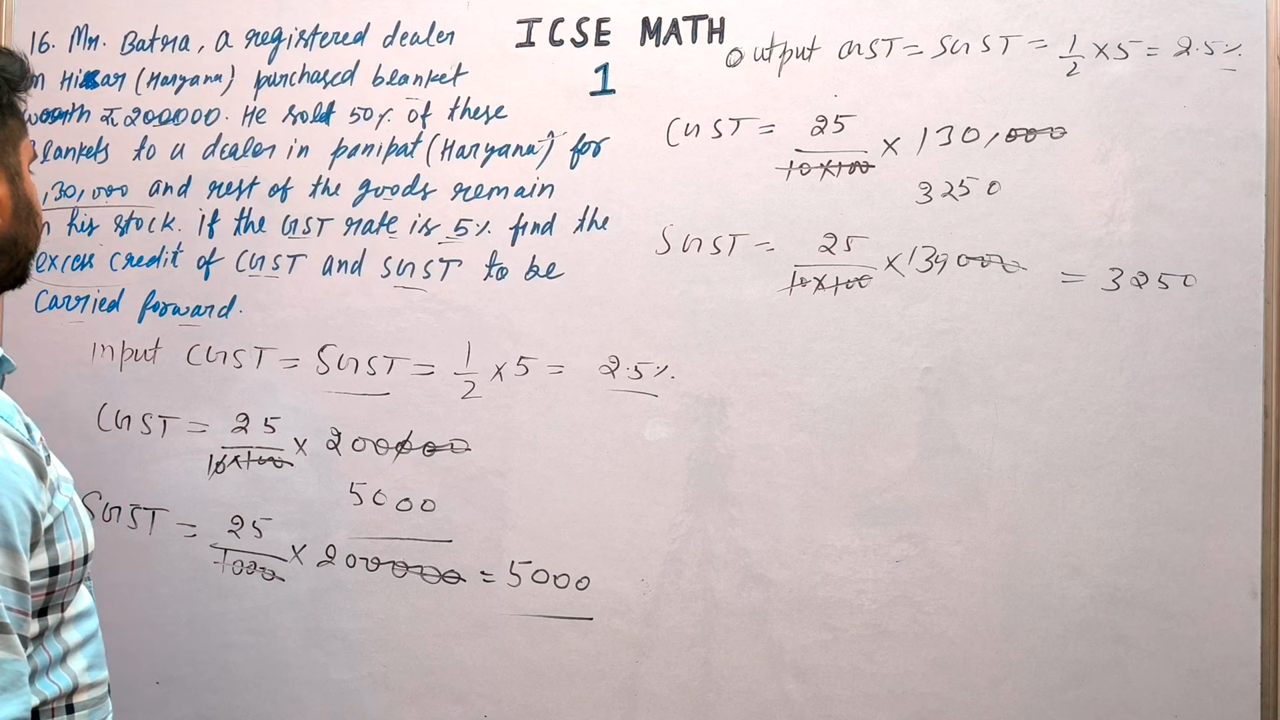 ICSE MATH
1
16. Mr. Batra, a registered dealer
n Hissar (Haryana) purchased blanket
worth ₹ 200000. He sold 50% of these
blankets to a dealer in panipat (Haryana) for
1,30,000 and rest of the goods remain
n his stock. if the GST rate is 5% find the
excess credit of CGST and SGST to be
Carried forward.
Input CGST = SGST = 1/2 × 5 = 2.5%
CGST = 25/10×100 × 200000
5000
SGST = 25/1000 × 200000 = 5000
Output CGST = SGST = 1/2 × 5 = 2.5%
CGST = 25/10×100 × 130,000
3250
SGST = 25/10×100 × 130000 = 3250